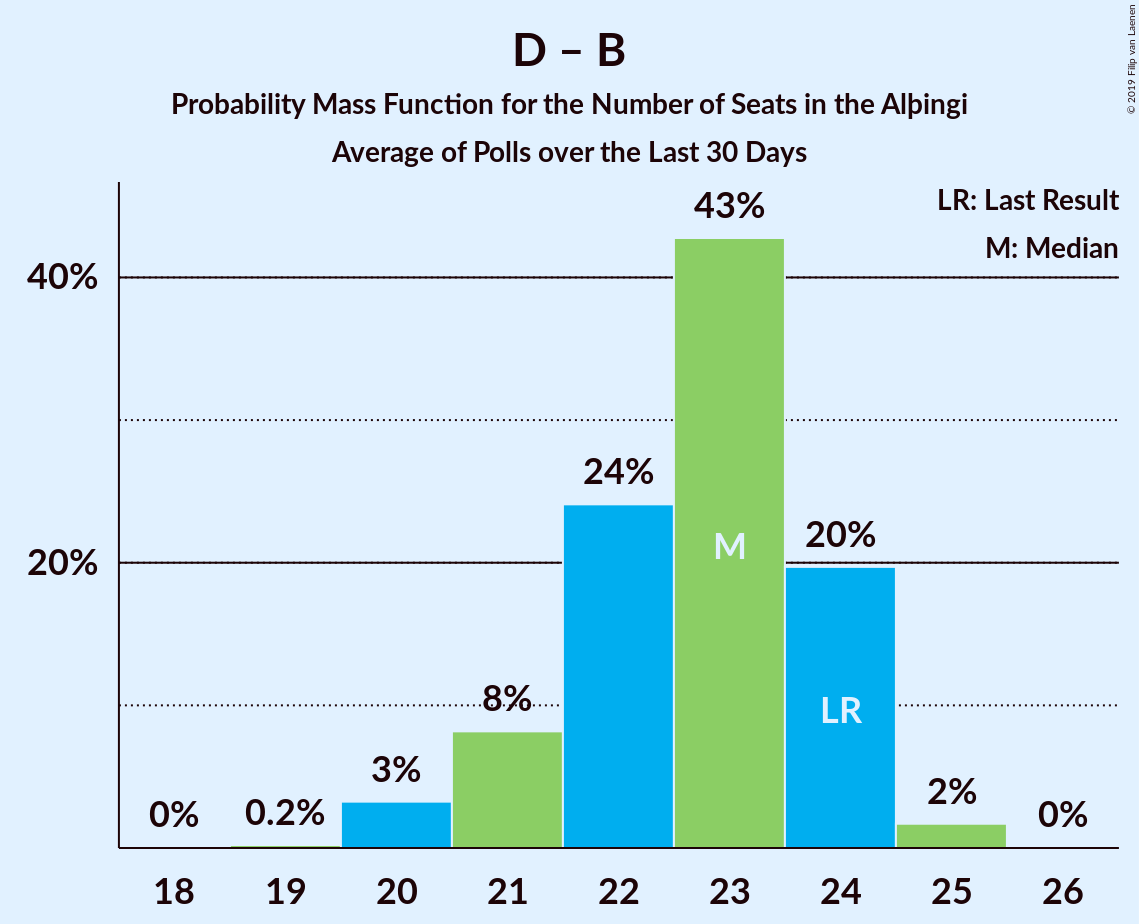 D – B
Probability Mass Function for the Number of Seats in the Alþingi
Average of Polls over the Last 30 Days
© 2019 Filip van Laenen
LR: Last Result
M: Median
40%
20%
0%
0.2%
3%
8%
24%
43%
M
20%
LR
2%
0%
18 19 20 21 22 23 24 25 26